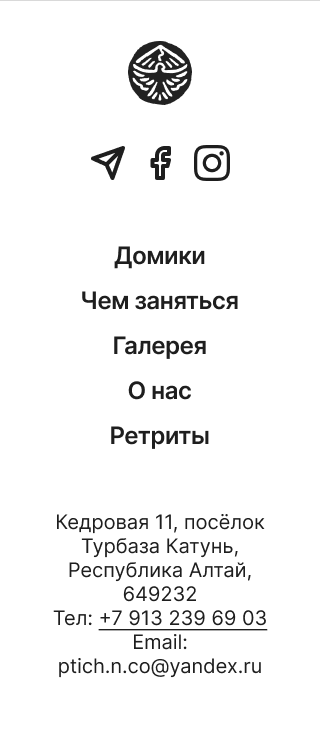 Домики
Чем заняться
Галерея
О нас
Ретриты
Кедровая 11, посёлок
Турбаза Катунь,
Республика Алтай,
649232
Тел: +7 913 239 69 03
Email:
ptich.n.co@yandex.ru